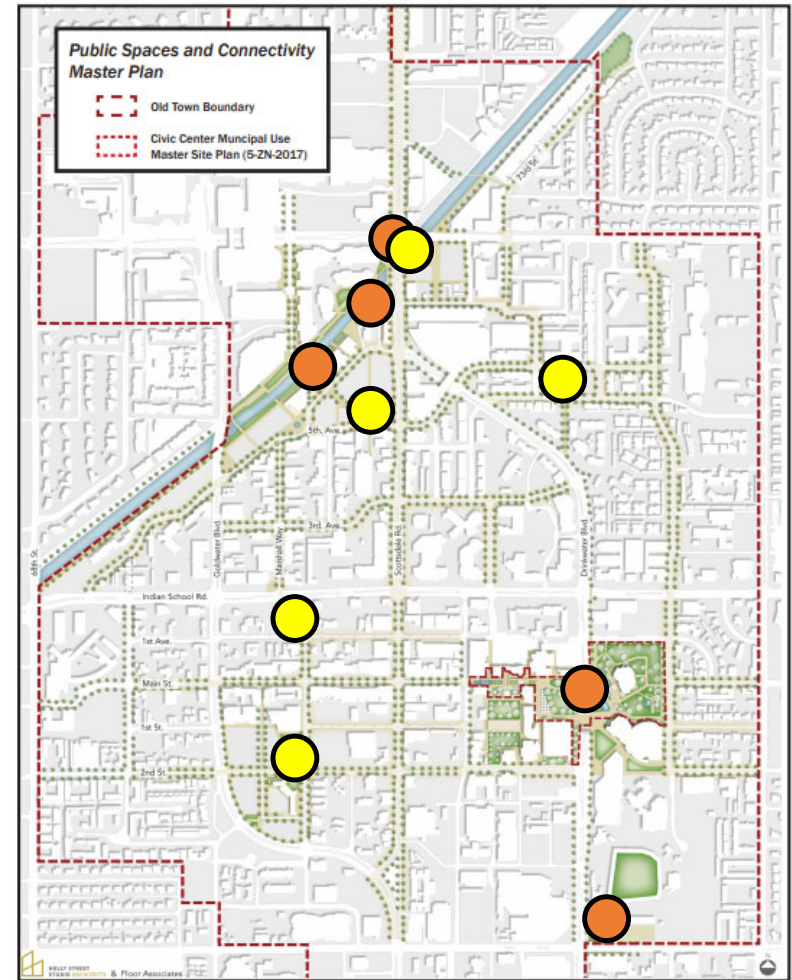 Public Spaces and Connectivity
Master Plan
Old Town Boundary
Civic Center Muncipal Use
Master Site Plan (5-ZN-2017)
73rd St.
5th. Ave.
3rd. Ave.
68th St.
Goldwater Blvd.
Marshall Way
Scottsdale Rd.
Drinkwater Blvd.
Indian School Rd.
1st Ave.
Main St.
1st St.
2nd St.
HOLLY STREET
STUDIO ARCHITECTS & Floor Associates